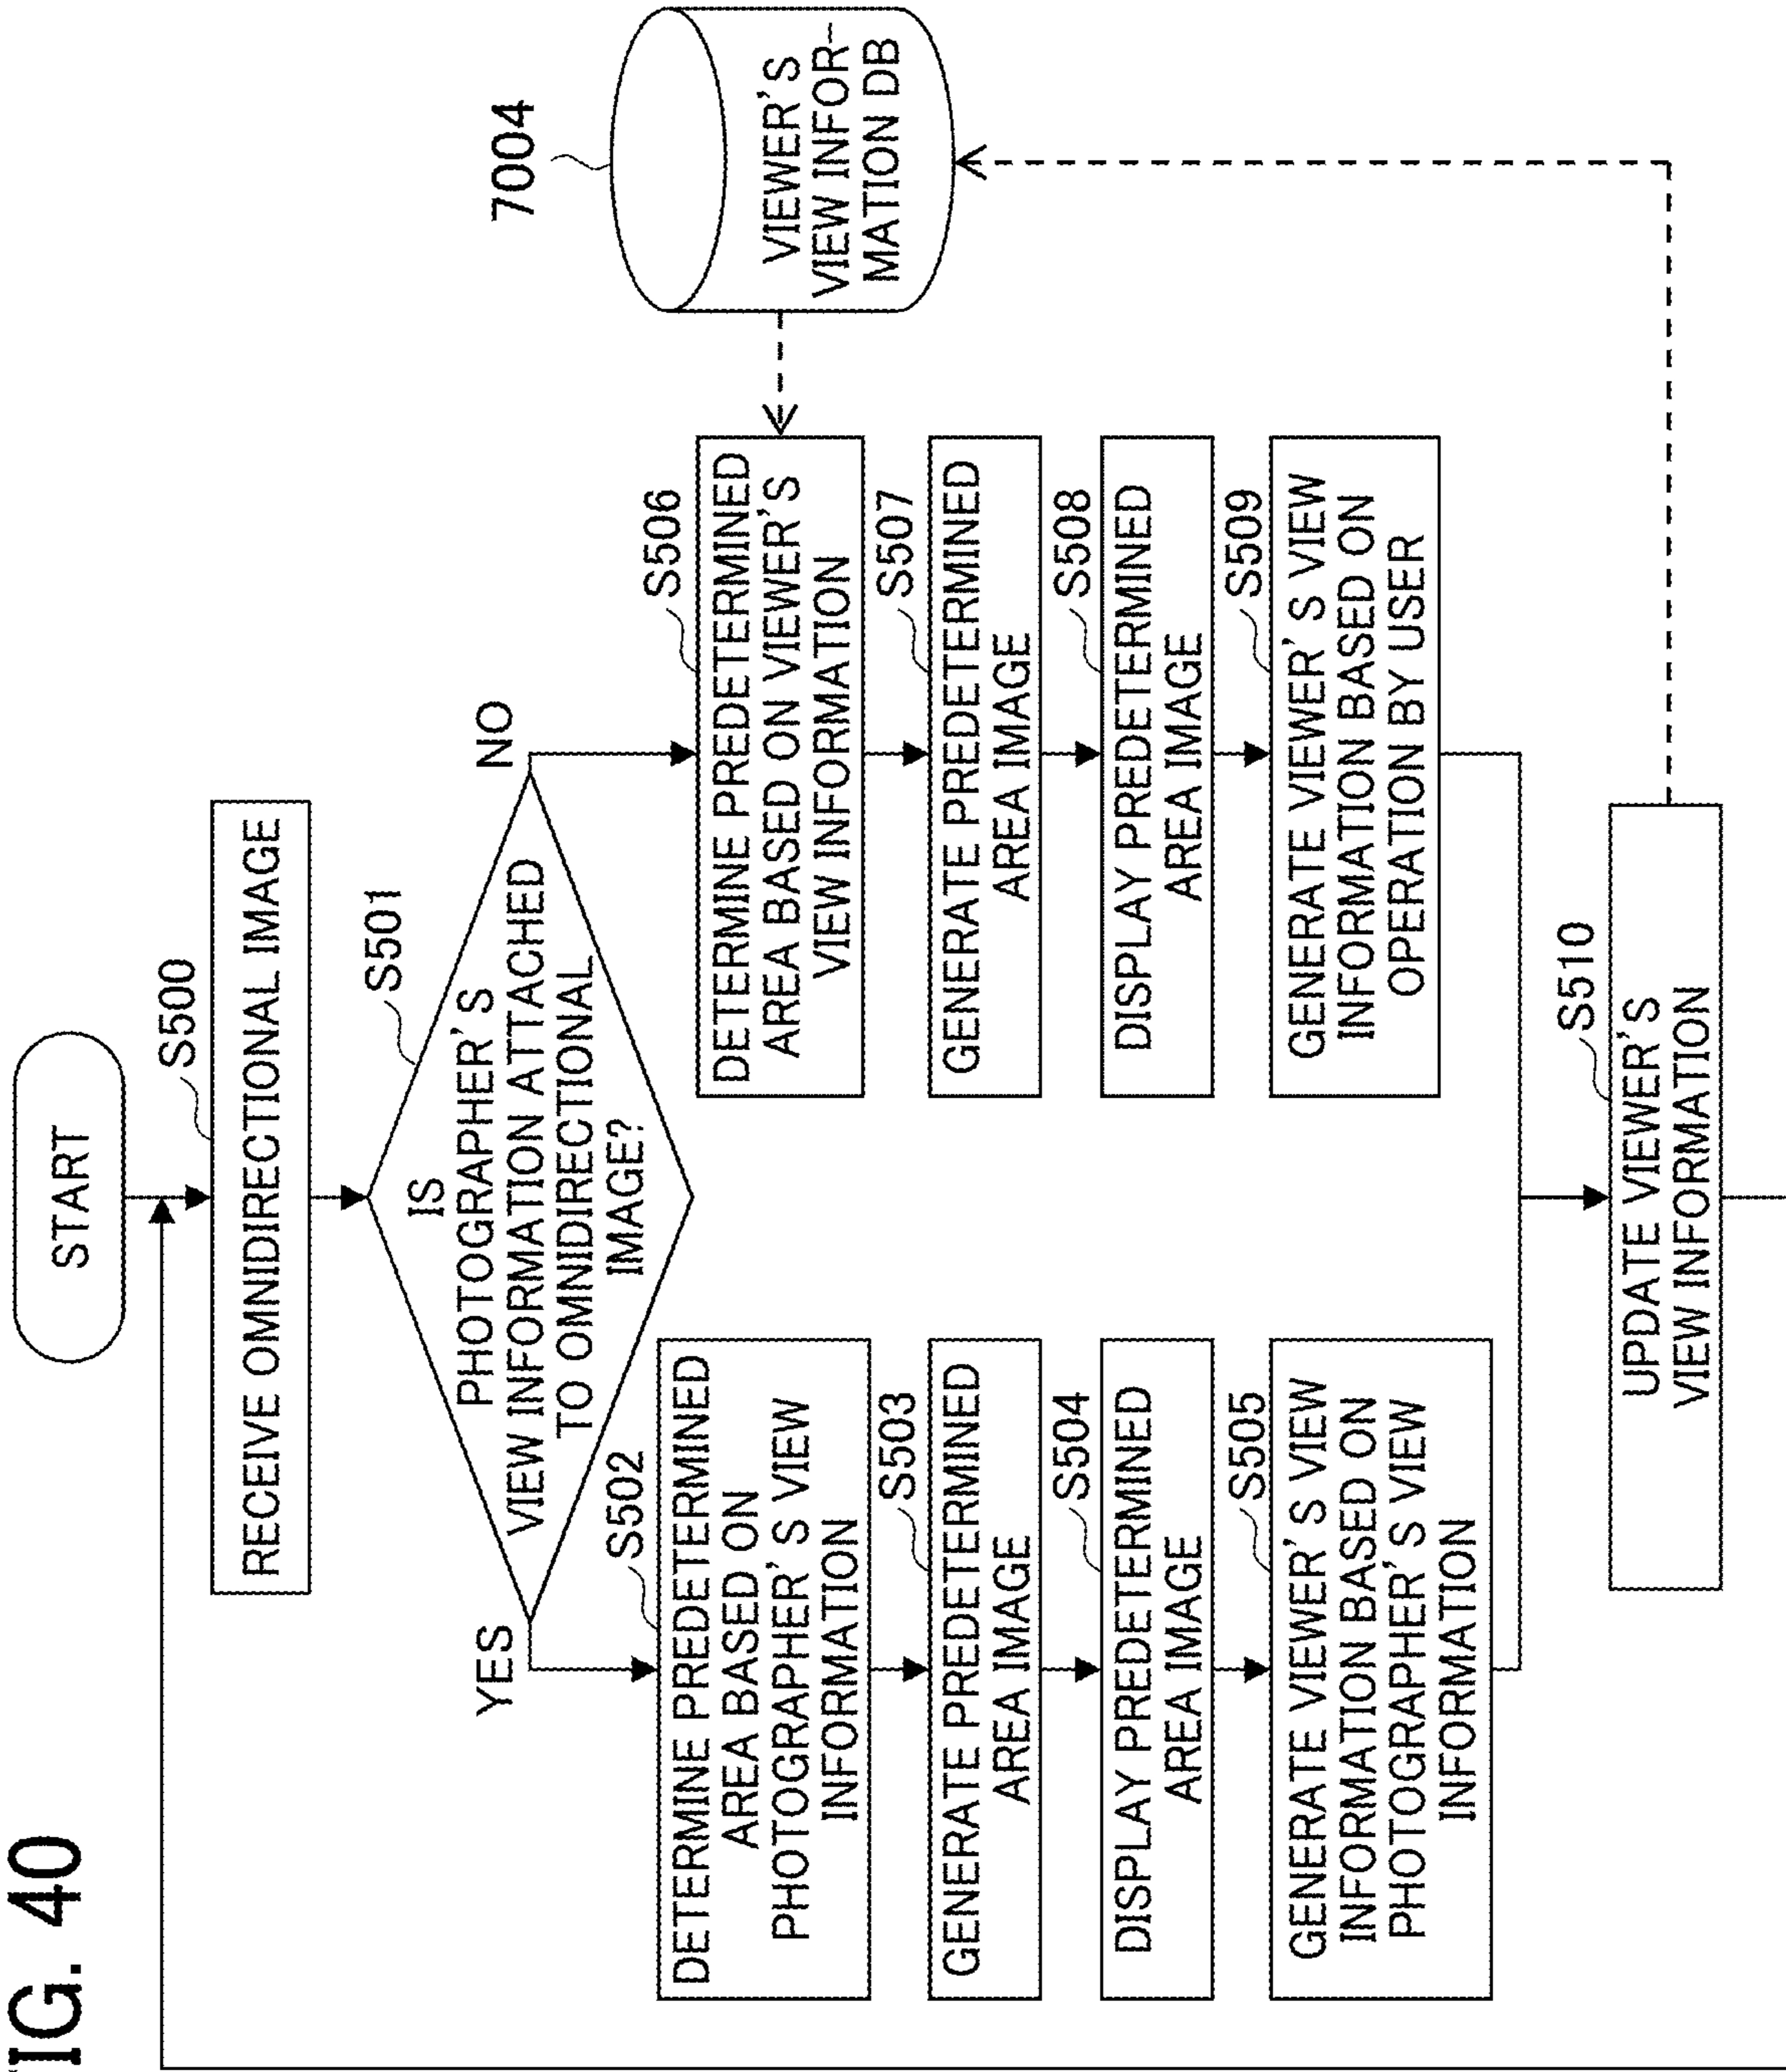 FIG. 40
START
S500
RECEIVE OMNIDIRECTIONAL IMAGE
S501
IS
PHOTOGRAPHER'S
VIEW INFORMATION ATTACHED
TO OMNIDIRECTIONAL
IMAGE?
YES
NO
S502
DETERMINE PREDETERMINED
AREA BASED ON
PHOTOGRAPHER'S VIEW
INFORMATION
S503
GENERATE PREDETERMINED
AREA IMAGE
S504
DISPLAY PREDETERMINED
AREA IMAGE
S505
GENERATE VIEWER'S VIEW
INFORMATION BASED ON
PHOTOGRAPHER'S VIEW
INFORMATION
S506
DETERMINE PREDETERMINED
AREA BASED ON VIEWER'S
VIEW INFORMATION
S507
GENERATE PREDETERMINED
AREA IMAGE
S508
DISPLAY PREDETERMINED
AREA IMAGE
S509
GENERATE VIEWER'S VIEW
INFORMATION BASED ON
OPERATION BY USER
7004
VIEWER'S
VIEW INFOR-
MATION DB
S510
UPDATE VIEWER'S
VIEW INFORMATION